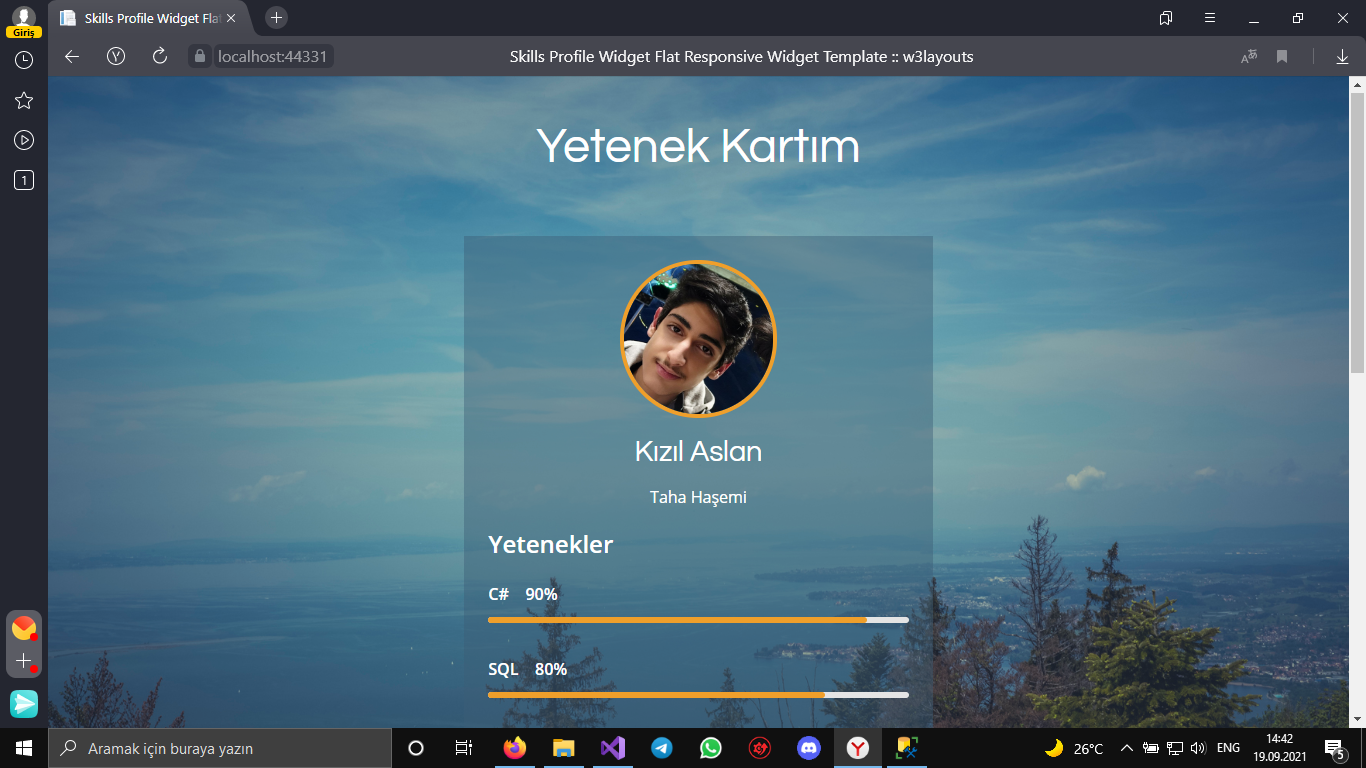 Skills Profile Widget Fla
Giriş
localhost:44331
Skills Profile Widget Flat Responsive Widget Template :: w3layouts
1
Yetenek Kartım
Kızıl Aslan
Taha Haşemi
Yetenekler
C# 90%
SQL 80%
Aramak için buraya yazın
26°C
ENG
14:42
19.09.2021
5